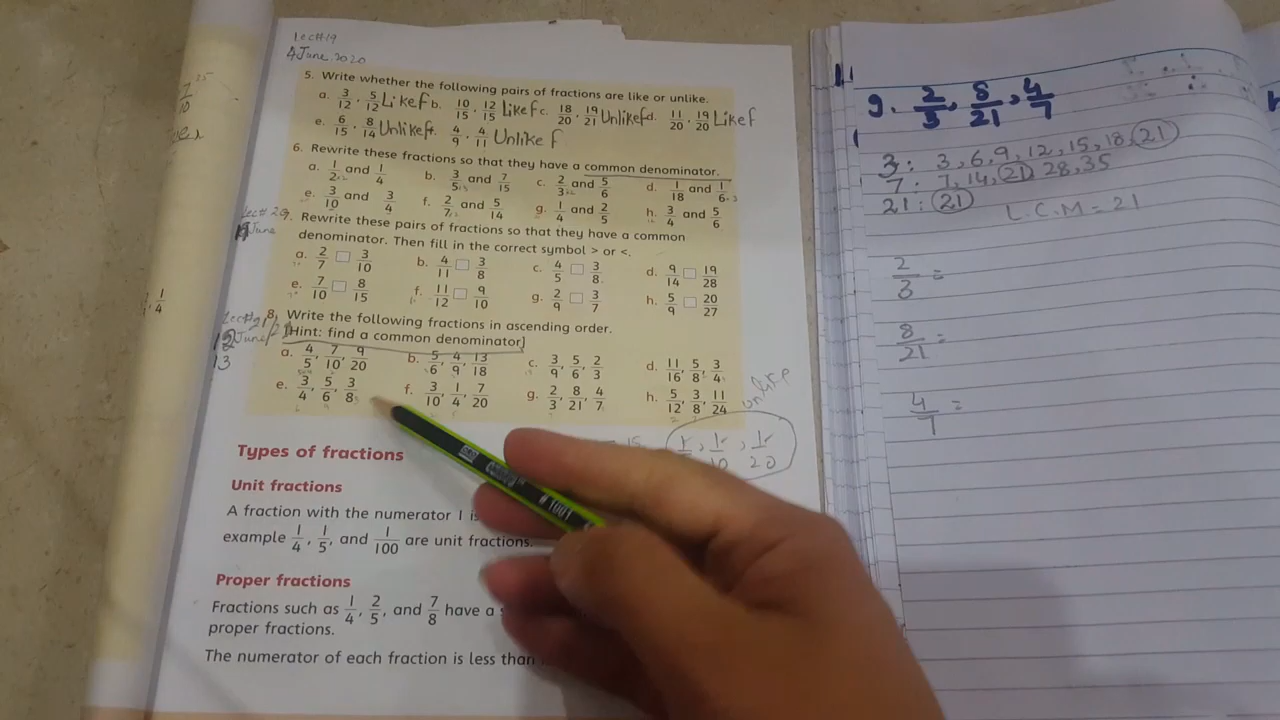 Lec#19
4 June 2020
5. Write whether the following pairs of fractions are like or unlike.
a. 3/12, 5/12 Like f b. 10/15, 12/15 Like f c. 18/20, 19/21 Unlike f d. 11/20, 19/20 Like f
e. 6/15, 8/14 Unlike f f. 4/9, 4/11 Unlike f
6. Rewrite these fractions so that they have a common denominator.
a. 1/2 and 1/4 b. 3/5 and 7/15 c. 2/3 and 5/6 d. 1/18 and 1/6
e. 3/10 and 3/4 f. 2/7 and 5/14 g. 1/4 and 2/5 h. 3/4 and 5/6
Lec# 20
June
7. Rewrite these pairs of fractions so that they have a common
denominator. Then fill in the correct symbol > or <.
a. 2/7 □ 3/10 b. 4/11 □ 3/8 c. 4/5 □ 3/8 d. 9/14 □ 19/28
e. 7/10 □ 8/15 f. 11/12 □ 9/10 g. 2/9 □ 3/7 h. 5/9 □ 20/27
Lec#21
12 June
13
8. Write the following fractions in ascending order.
(Hint: find a common denominator)
a. 4/5, 7/10, 9/20 b. 5/6, 4/9, 13/18 c. 3/9, 5/6, 2/3 d. 11/16, 5/8, 3/4
e. 3/4, 5/6, 3/8 f. 3/10, 1/4, 7/20 g. 2/3, 8/21, 4/7 h. 5/12, 3/8, 11/24
unlike
Types of fractions
Unit fractions
A fraction with the numerator 1 is
example 1/4, 1/5, and 1/100 are unit fractions.
Proper fractions
Fractions such as 1/4, 2/5, and 7/8 have a s
proper fractions.
The numerator of each fraction is less than
#1001
g. 2/3, 8/21, 4/7
3: 3, 6, 9, 12, 15, 18, 21
7: 7, 14, 21 28, 35
21: 21
L.C.M = 21
2/3 =
8/21 =
4/7 =